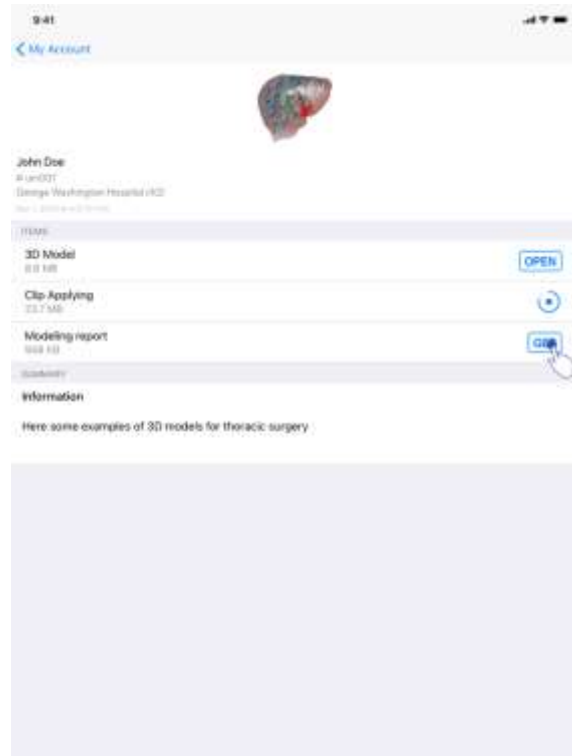 9:41
My Account
John Doe
George Washington Hospital
ITEMS
3D Model
OPEN
Clip Applying
Modeling report
SUMMARY
Information
Here some examples of 3D models for thoracic surgery